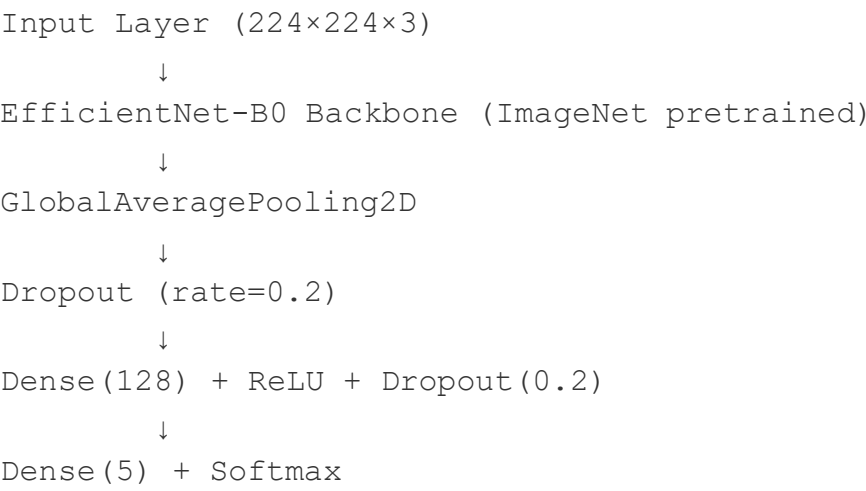 Input Layer (224×224×3)
↓
EfficientNet-B0 Backbone (ImageNet pretrained)
↓
GlobalAveragePooling2D
↓
Dropout (rate=0.2)
↓
Dense(128) + ReLU + Dropout(0.2)
↓
Dense(5) + Softmax